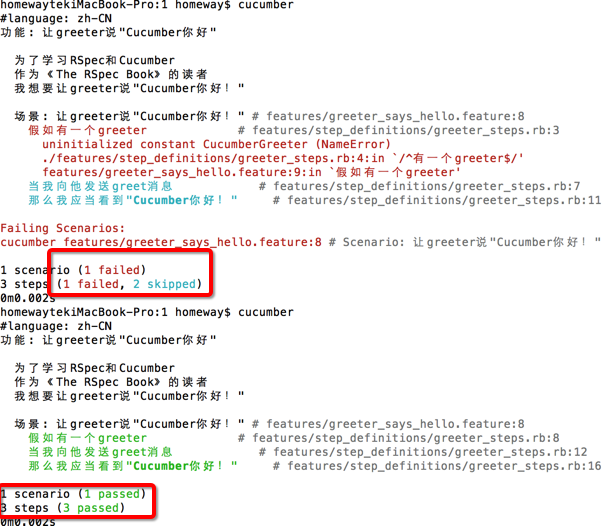 homewaytekiMacBook-Pro:1 homeway$ cucumber
#language: zh-CN
功能: 让greeter说"Cucumber你好"
为了学习RSpec和Cucumber
作为《The RSpec Book》的读者
我想要让greeter说"Cucumber你好！"
场景: 让greeter说"Cucumber你好！" # features/greeter_says_hello.feature:8
假如有一个greeter # features/step_definitions/greeter_steps.rb:3
uninitialized constant CucumberGreeter (NameError)
./features/step_definitions/greeter_steps.rb:4:in `/^有一个greeter$/'
features/greeter_says_hello.feature:9:in `假如有一个greeter'
当我向他发送greet消息 # features/step_definitions/greeter_steps.rb:7
那么我应当看到"Cucumber你好！" # features/step_definitions/greeter_steps.rb:11
Failing Scenarios:
cucumber features/greeter_says_hello.feature:8 # Scenario: 让greeter说"Cucumber你好！"
1 scenario (1 failed)
3 steps (1 failed, 2 skipped)
0m0.002s
homewaytekiMacBook-Pro:1 homeway$ cucumber
#language: zh-CN
功能: 让greeter说"Cucumber你好"
为了学习RSpec和Cucumber
作为《The RSpec Book》的读者
我想要让greeter说"Cucumber你好！"
场景: 让greeter说"Cucumber你好！" # features/greeter_says_hello.feature:8
假如有一个greeter # features/step_definitions/greeter_steps.rb:8
当我向他发送greet消息 # features/step_definitions/greeter_steps.rb:12
那么我应当看到"Cucumber你好！" # features/step_definitions/greeter_steps.rb:16
1 scenario (1 passed)
3 steps (3 passed)
0m0.002s